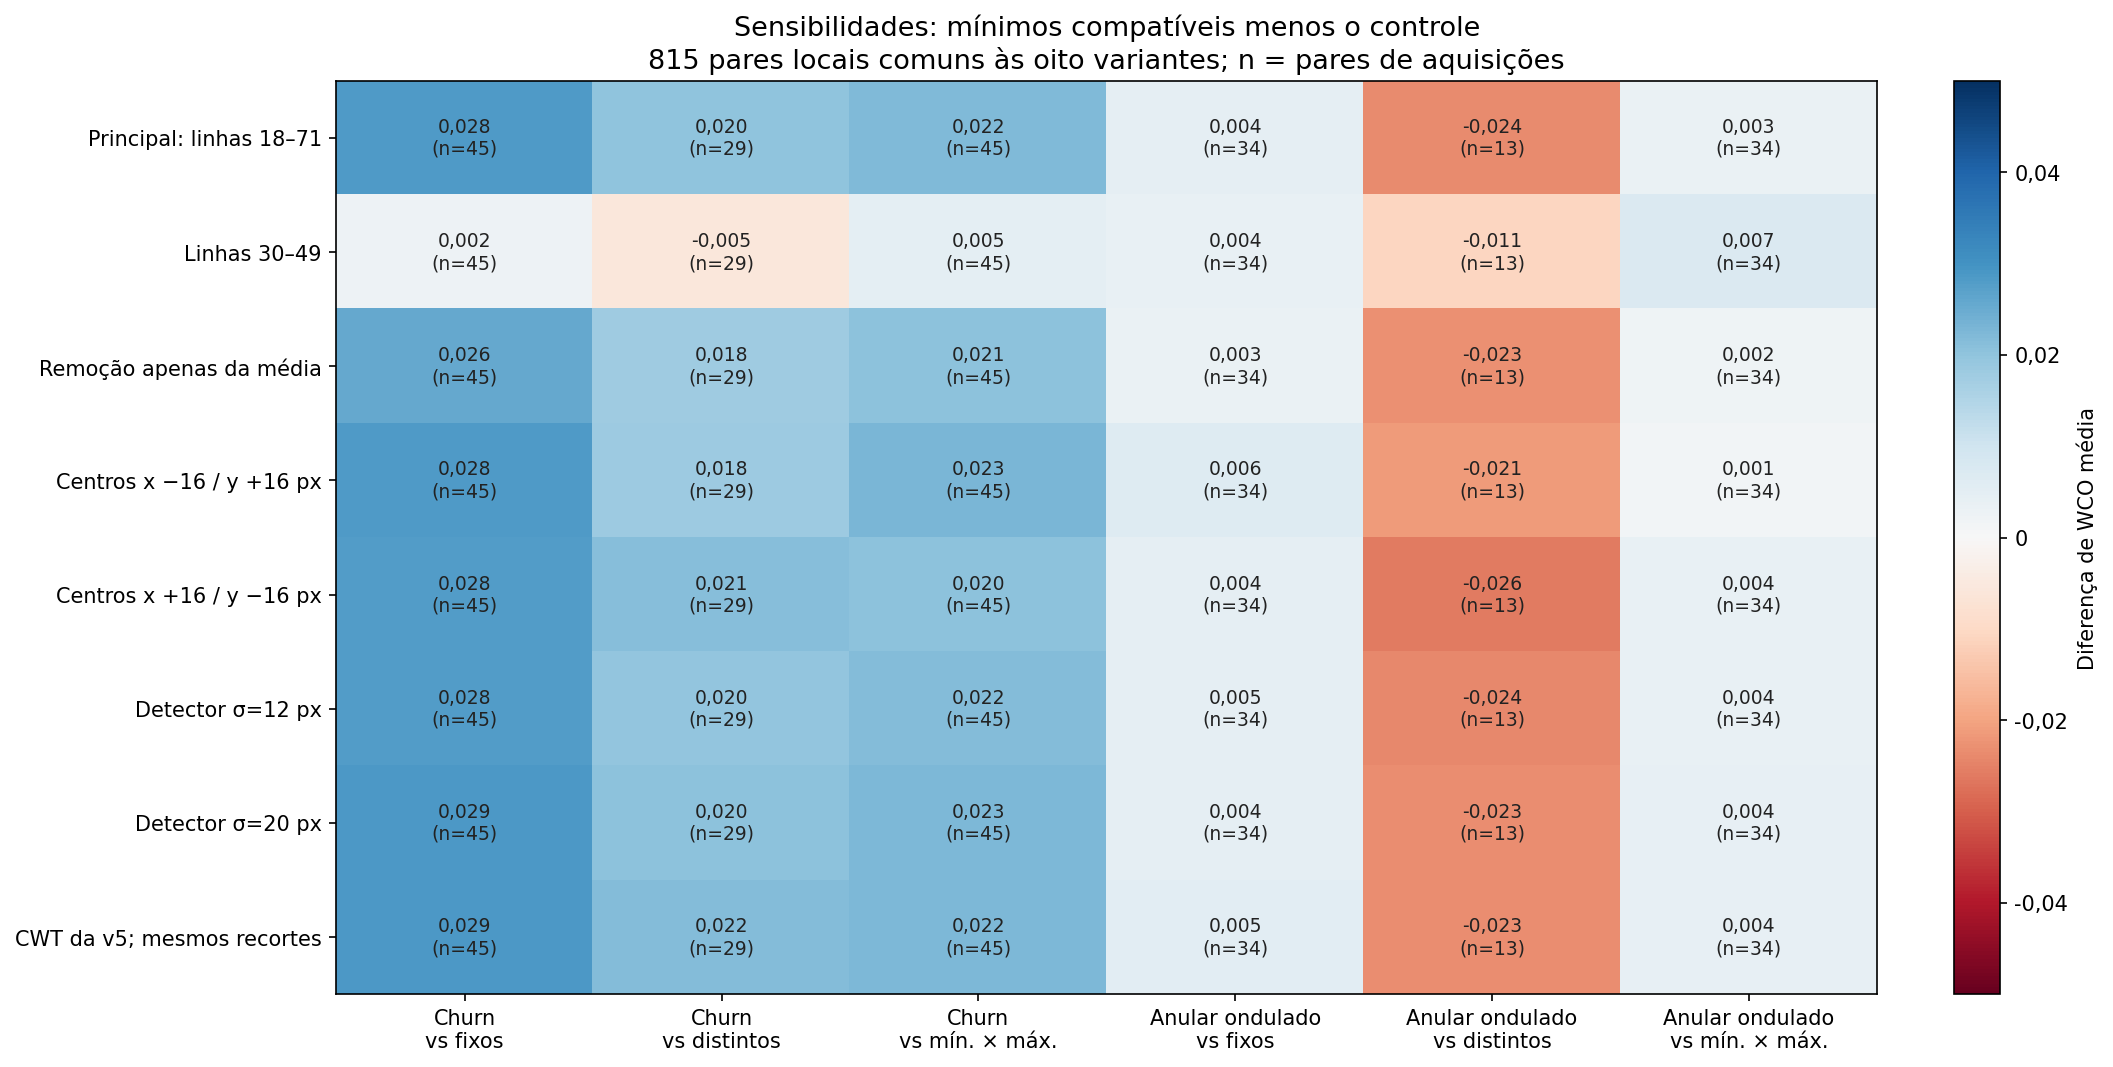 Sensibilidades: mínimos compatíveis menos o controle
815 pares locais comuns às oito variantes; n = pares de aquisições
Principal: linhas 18–71
0,028 0,020 0,022 0,004 -0,024 0,003
(n=45) (n=29) (n=45) (n=34) (n=13) (n=34)
Linhas 30–49
0,002 -0,005 0,005 0,004 -0,011 0,007
(n=45) (n=29) (n=45) (n=34) (n=13) (n=34)
Remoção apenas da média
0,026 0,018 0,021 0,003 -0,023 0,002
(n=45) (n=29) (n=45) (n=34) (n=13) (n=34)
Centros x −16 / y +16 px
0,028 0,018 0,023 0,006 -0,021 0,001
(n=45) (n=29) (n=45) (n=34) (n=13) (n=34)
Centros x +16 / y −16 px
0,028 0,021 0,020 0,004 -0,026 0,004
(n=45) (n=29) (n=45) (n=34) (n=13) (n=34)
Detector σ=12 px
0,028 0,020 0,022 0,005 -0,024 0,004
(n=45) (n=29) (n=45) (n=34) (n=13) (n=34)
Detector σ=20 px
0,029 0,020 0,023 0,004 -0,023 0,004
(n=45) (n=29) (n=45) (n=34) (n=13) (n=34)
CWT da v5; mesmos recortes
0,029 0,022 0,022 0,005 -0,023 0,004
(n=45) (n=29) (n=45) (n=34) (n=13) (n=34)
Churn
vs fixos
Churn
vs distintos
Churn
vs mín. × máx.
Anular ondulado
vs fixos
Anular ondulado
vs distintos
Anular ondulado
vs mín. × máx.
0,04
0,02
0
-0,02
-0,04
Diferença de WCO média